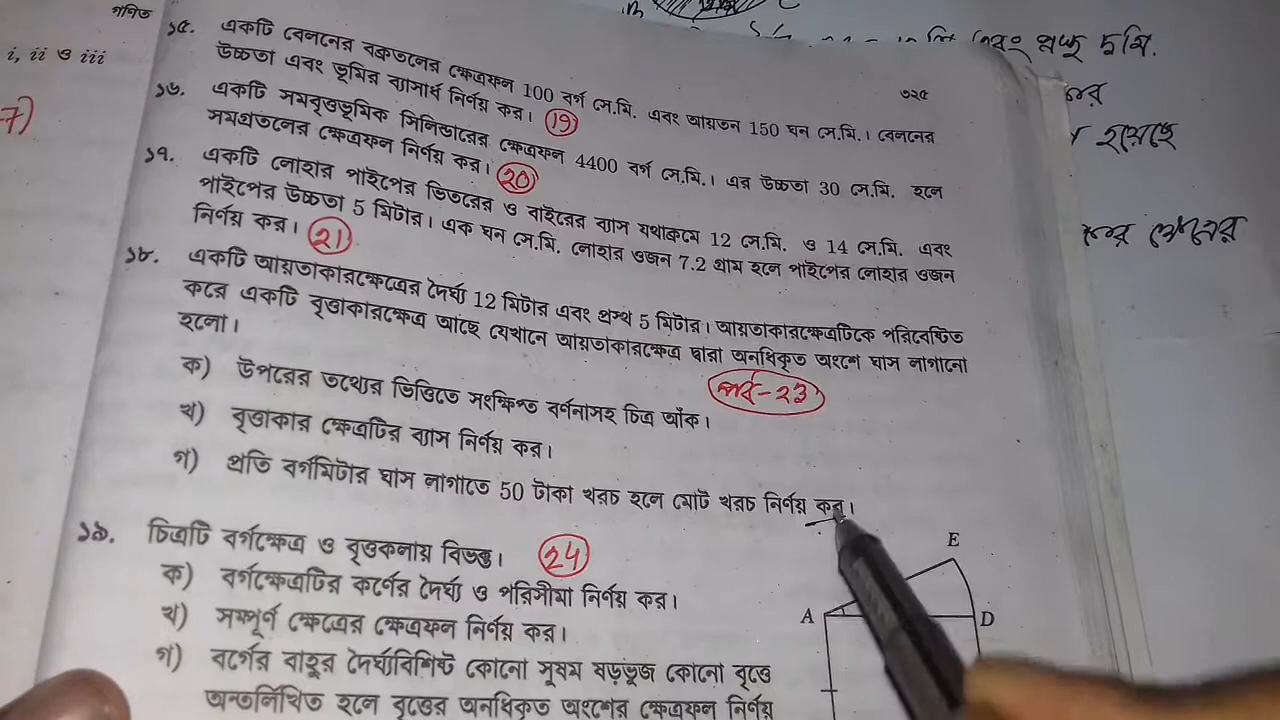 গণিত
i, ii ও iii
-7)
৩২৫
১৫. একটি বেলনের বক্রতলের ক্ষেত্রফল 100 বর্গ সে.মি. এবং আয়তন 150 ঘন সে.মি.। বেলনের
উচ্চতা এবং ভূমির ব্যাসার্ধ নির্ণয় কর। 19
১৬. একটি সমবৃত্তভূমিক সিলিন্ডারের ক্ষেত্রফল 4400 বর্গ সে.মি.। এর উচ্চতা 30 সে.মি. হলে
সমগ্রতলের ক্ষেত্রফল নির্ণয় কর। 20
১৭. একটি লোহার পাইপের ভিতরের ও বাইরের ব্যাস যথাক্রমে 12 সে.মি. ও 14 সে.মি. এবং
পাইপের উচ্চতা 5 মিটার। এক ঘন সে.মি. লোহার ওজন 7.2 গ্রাম হলে পাইপের লোহার ওজন
নির্ণয় কর। 21
১৮. একটি আয়তাকারক্ষেত্রের দৈর্ঘ্য 12 মিটার এবং প্রস্থ 5 মিটার। আয়তাকারক্ষেত্রটিকে পরিবেষ্টিত
করে একটি বৃত্তাকারক্ষেত্র আছে যেখানে আয়তাকারক্ষেত্র দ্বারা অনধিকৃত অংশে ঘাস লাগানো
হলো।
পর্ব-২৩
ক) উপরের তথ্যের ভিত্তিতে সংক্ষিপ্ত বর্ণনাসহ চিত্র আঁক।
খ) বৃত্তাকার ক্ষেত্রটির ব্যাস নির্ণয় কর।
গ) প্রতি বর্গমিটার ঘাস লাগাতে 50 টাকা খরচ হলে মোট খরচ নির্ণয় কর।
১৯. চিত্রটি বর্গক্ষেত্র ও বৃত্তকলায় বিভক্ত। 24
ক) বর্গক্ষেত্রটির কর্ণের দৈর্ঘ্য ও পরিসীমা নির্ণয় কর।
খ) সম্পূর্ণ ক্ষেত্রের ক্ষেত্রফল নির্ণয় কর।
গ) বর্গের বাহুর দৈর্ঘ্যবিশিষ্ট কোনো সুষম ষড়ভুজ কোনো বৃত্তে
অন্তর্লিখিত হলে বৃত্তের অনধিকৃত অংশের ক্ষেত্রফল নির্ণয়
E
A
D
হয়েছে